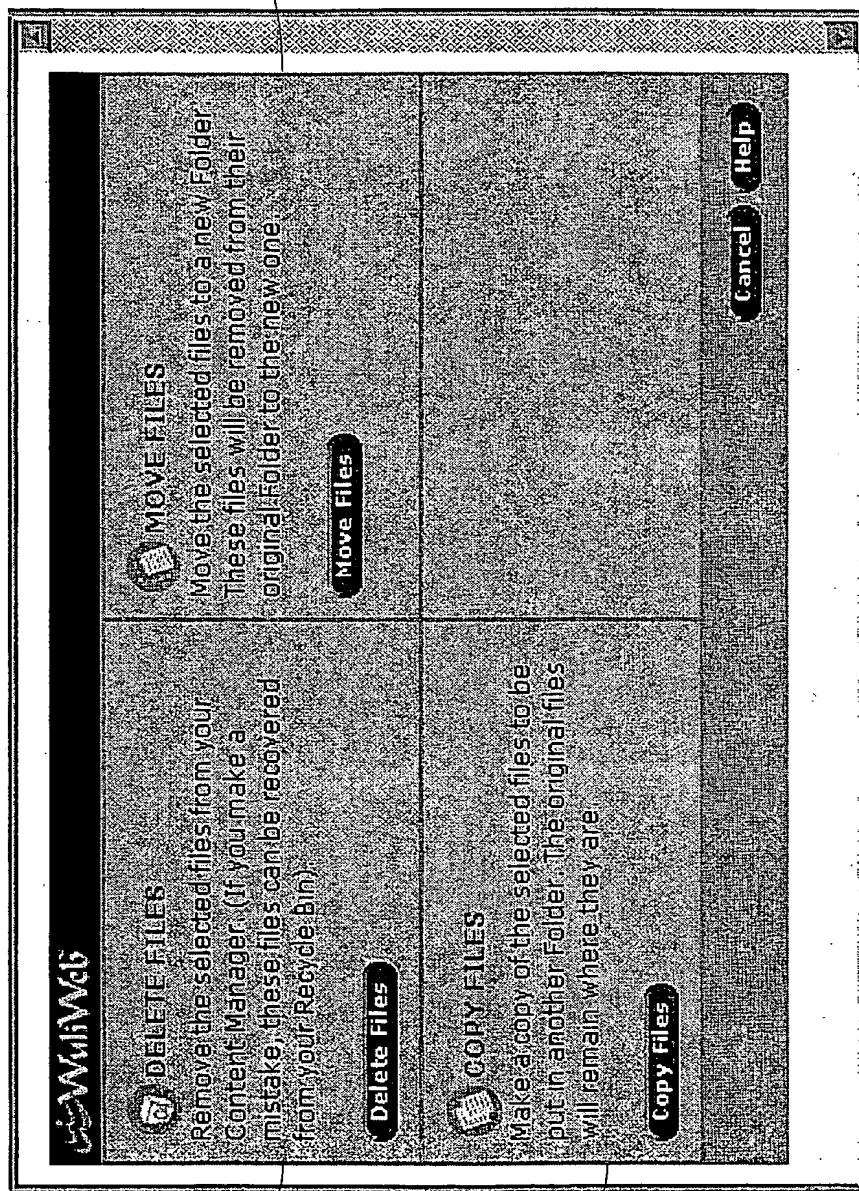 WuliWeb
DELETE FILES
Remove the selected files from your
Content Manager. (If you make a
mistake, these files can be recovered
from your Recycle Bin)
Delete Files
MOVE FILES
Move the selected files to a new Folder
These files will be removed from their
original Folder to the new one
Move Files
COPY FILES
Make a copy of the selected files to be
put in another Folder. The original files
will remain where they are
Copy Files
Cancel
Help